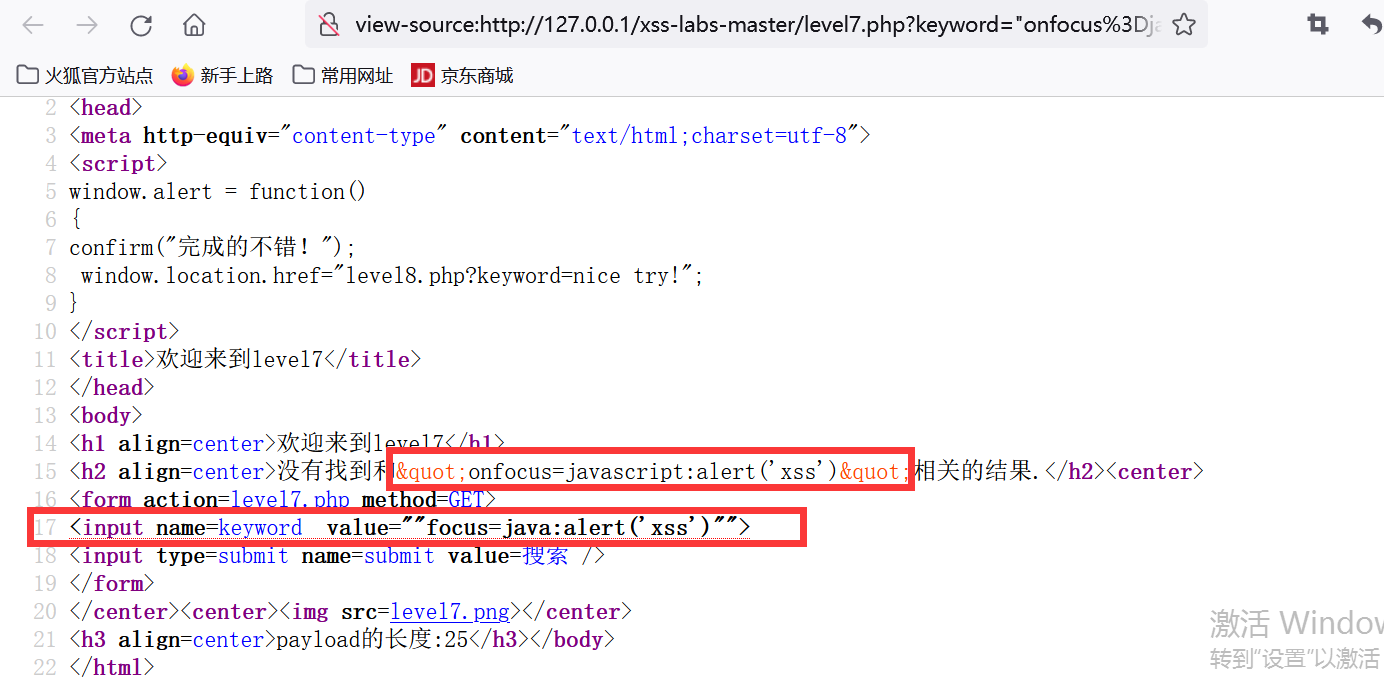 view-source:http://127.0.0.1/xss-labs-master/level7.php?keyword="onfocus%3Dja
火狐官方站点 新手上路 常用网址 JD 京东商城
2 <head>
3 <meta http-equiv="content-type" content="text/html;charset=utf-8">
4 <script>
5 window.alert = function()
6 {
7 confirm("完成的不错！");
8  window.location.href="level8.php?keyword=nice try!";
9 }
10 </script>
11 <title>欢迎来到level7</title>
12 </head>
13 <body>
14 <h1 align=center>欢迎来到level7</h1>
15 <h2 align=center>没有找到和&quot;onfocus=javascript:alert('xss')&quot;相关的结果.</h2><center>
16 <form action=level7.php method=GET>
17 <input name=keyword  value=""focus=java:alert('xss')"">
18 <input type=submit name=submit value=搜索 />
19 </form>
20 </center><center><img src=level7.png></center>
21 <h3 align=center>payload的长度:25</h3></body>
22 </html>
激活 Window
转到"设置"以激活